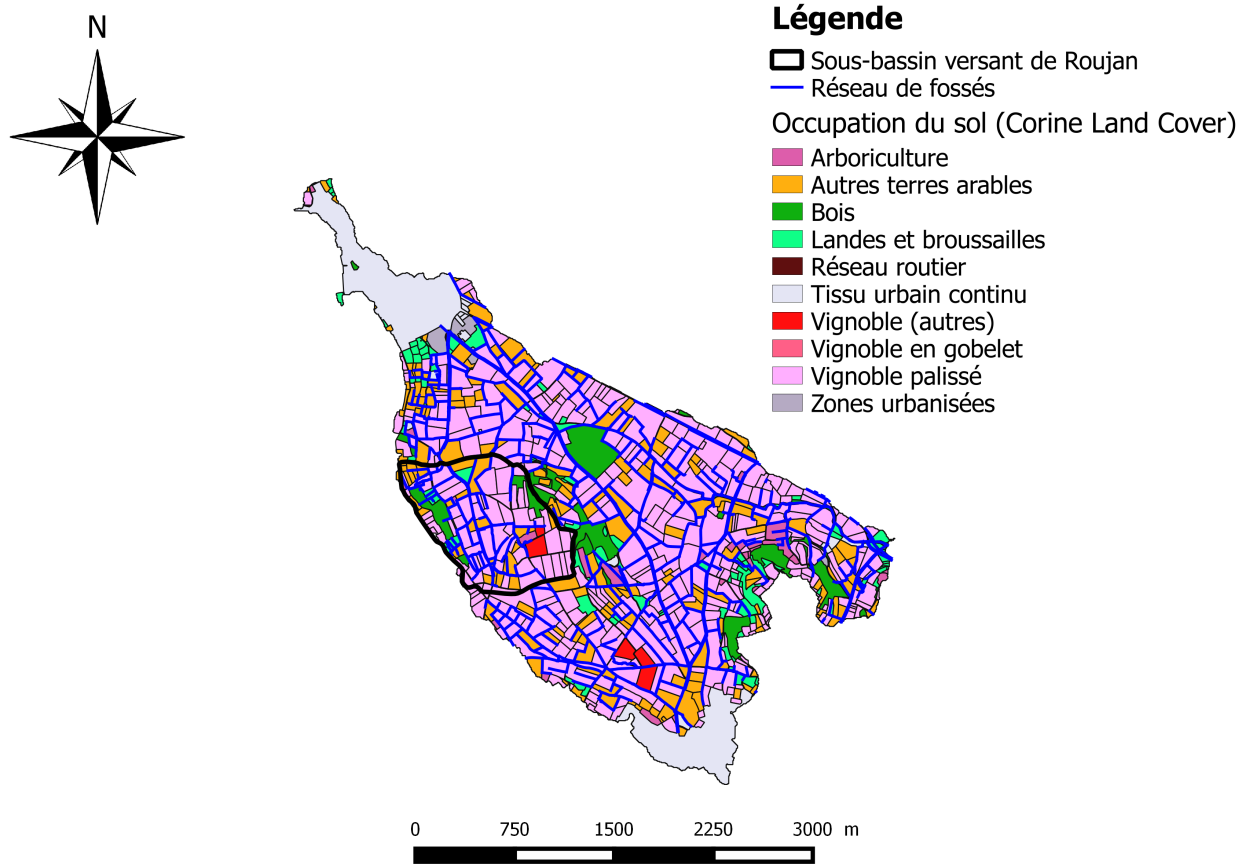 N
Légende
Sous-bassin versant de Roujan
Réseau de fossés
Occupation du sol (Corine Land Cover)
Arboriculture
Autres terres arables
Bois
Landes et broussailles
Réseau routier
Tissu urbain continu
Vignoble (autres)
Vignoble en gobelet
Vignoble palissé
Zones urbanisées
0 750 1500 2250 3000 m